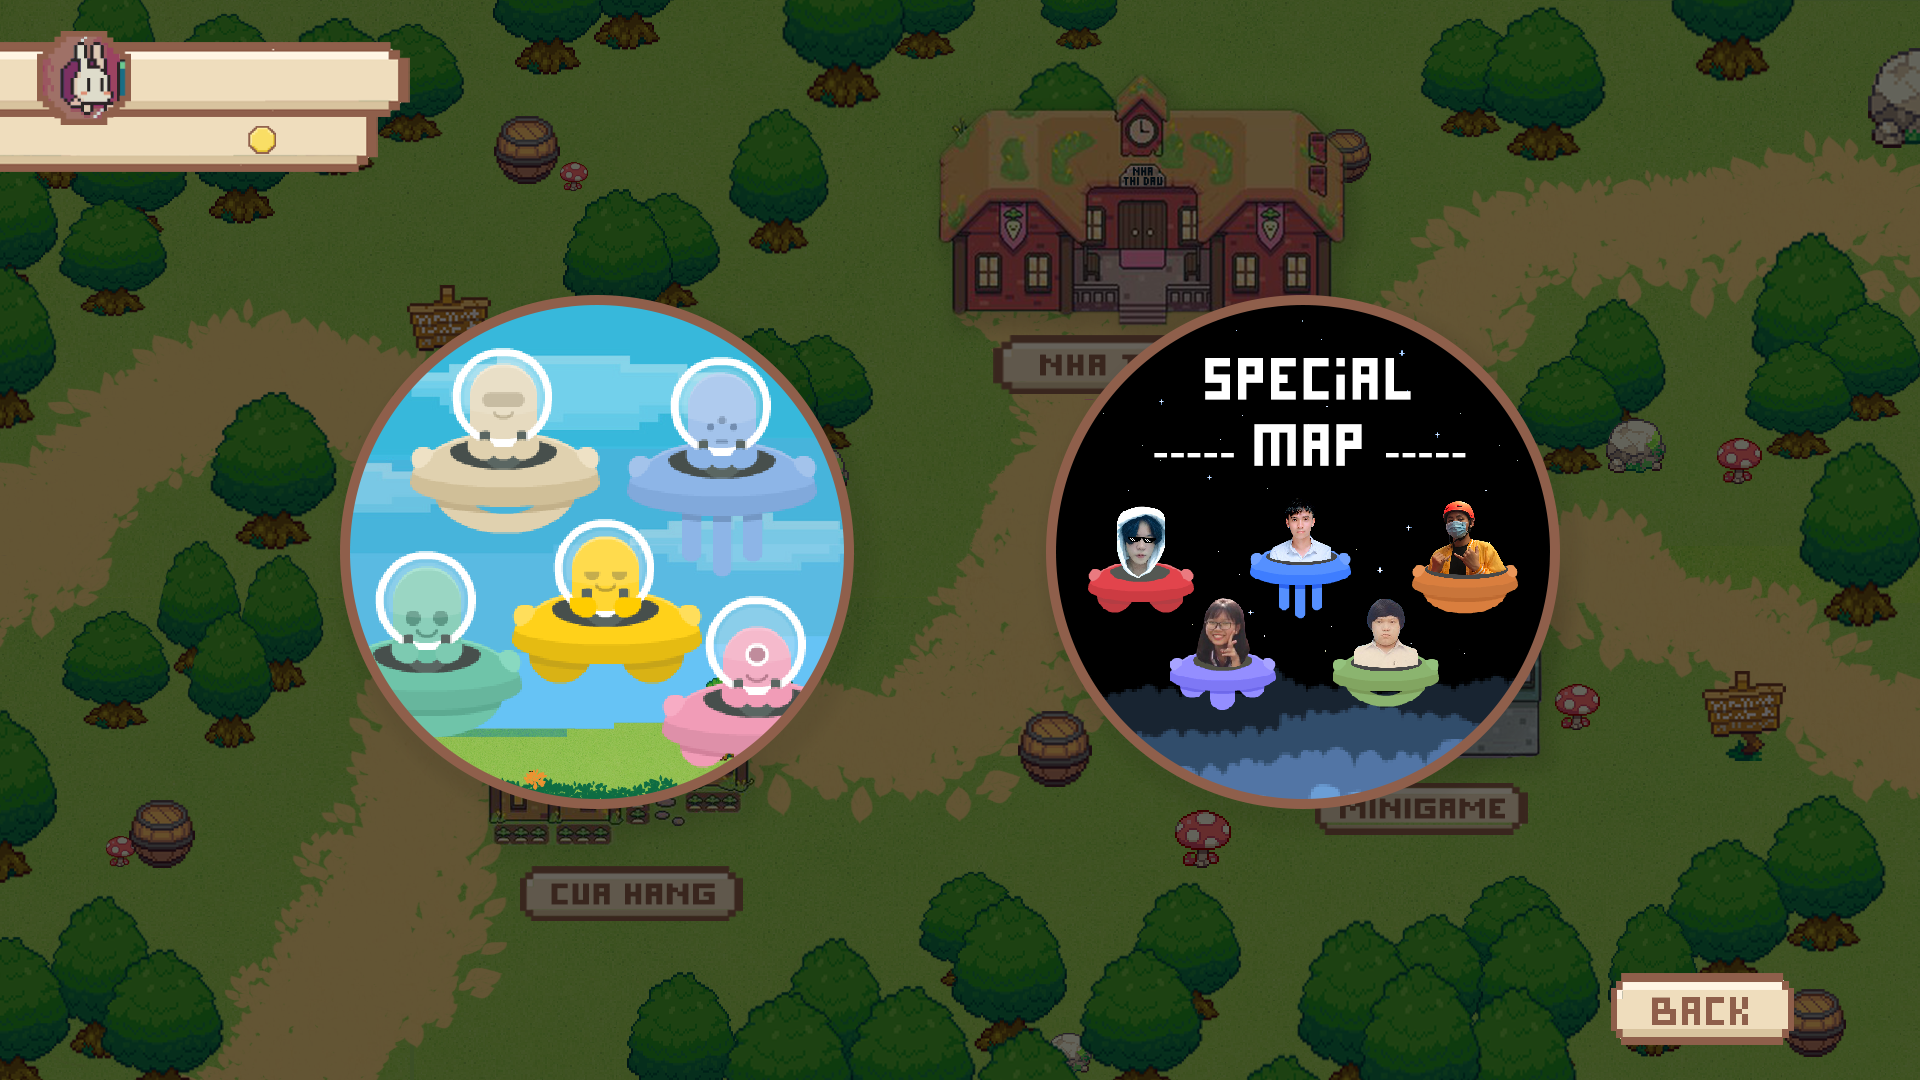 NHA
THI DAU
NHA T
SPECiAL
----- MAP -----
MINIGAME
CUA HANG
BACK